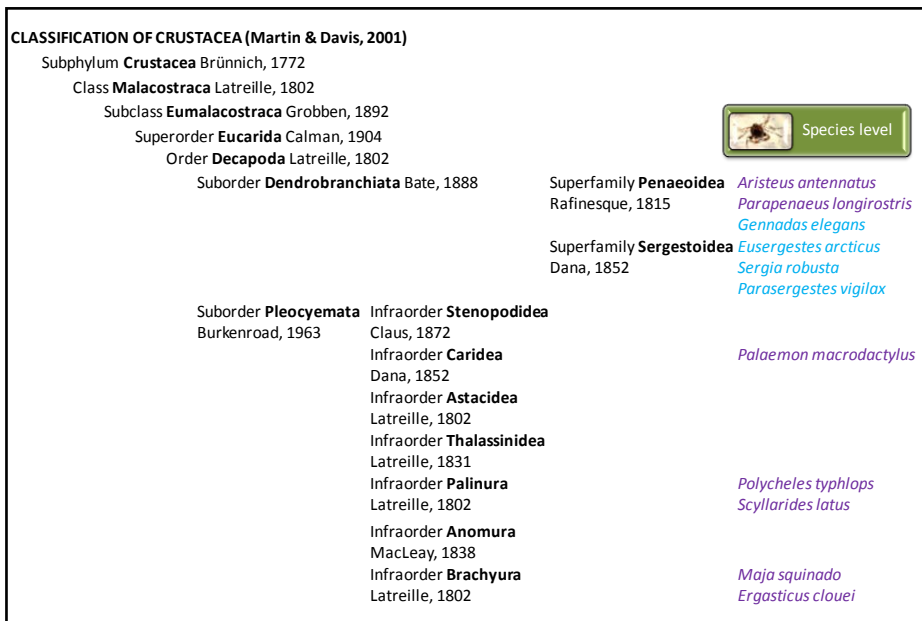 CLASSIFICATION OF CRUSTACEA (Martin & Davis, 2001)
Subphylum Crustacea Brünnich, 1772
Class Malacostraca Latreille, 1802
Subclass Eumalacostraca Grobben, 1892
Superorder Eucarida Calman, 1904
Species level
Order Decapoda Latreille, 1802
Suborder Dendrobranchiata Bate, 1888 Superfamily Penaeoidea Aristeus antennatus
Rafinesque, 1815 Parapenaeus longirostris
Gennadas elegans
Superfamily Sergestoidea Eusergestes arcticus
Dana, 1852 Sergia robusta
Parasergestes vigilax
Suborder Pleocyemata Infraorder Stenopodidea
Burkenroad, 1963 Claus, 1872
Infraorder Caridea Palaemon macrodactylus
Dana, 1852
Infraorder Astacidea
Latreille, 1802
Infraorder Thalassinidea
Latreille, 1831
Infraorder Palinura Polycheles typhlops
Latreille, 1802 Scyllarides latus
Infraorder Anomura
MacLeay, 1838
Infraorder Brachyura Maja squinado
Latreille, 1802 Ergasticus clouei